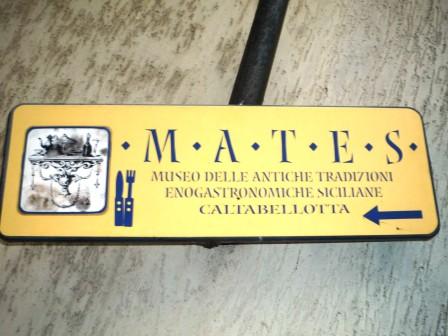 ·M·A·T·E·S·
MUSEO DELLE ANTICHE TRADIZIONI
ENOGASTRONOMICHE SICILIANE
CALTABELLOTTA